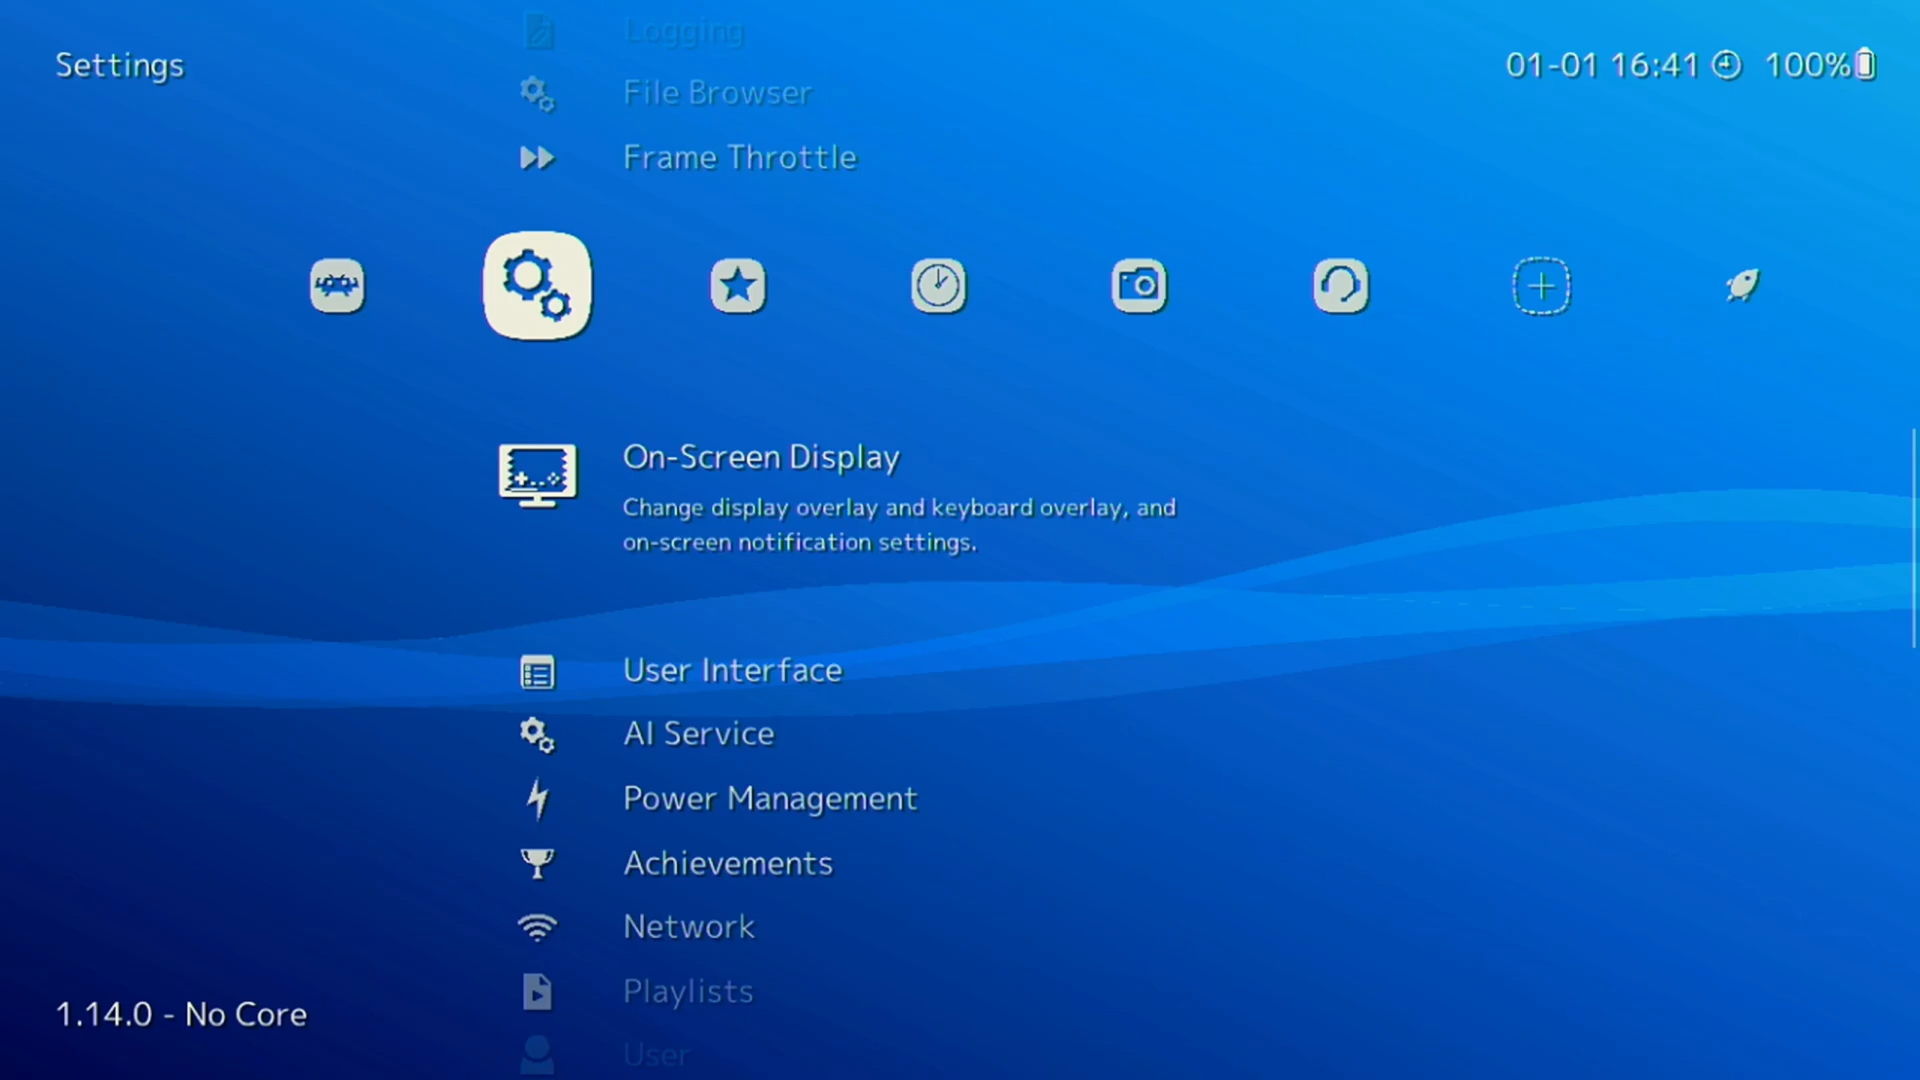 Logging
Settings
01-01 16:41 100%
File Browser
Frame Throttle
On-Screen Display
Change display overlay and keyboard overlay, and
on-screen notification settings.
User Interface
AI Service
Power Management
Achievements
Network
Playlists
1.14.0 - No Core
User